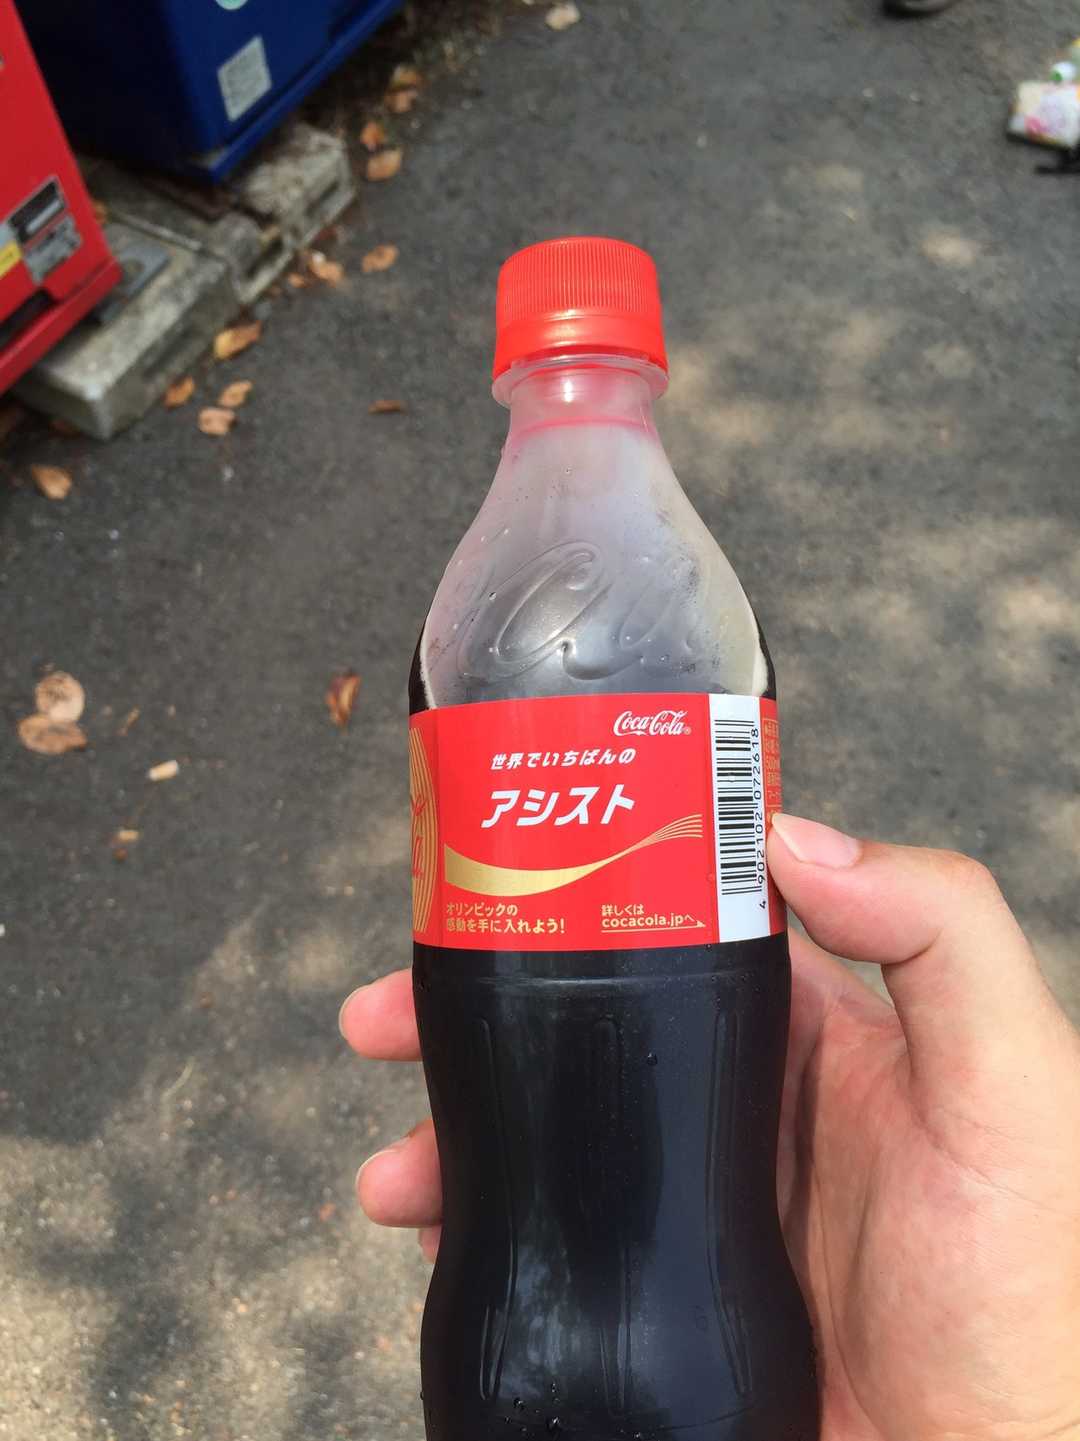 Coca-Cola®
世界でいちばんの
アシスト
オリンピックの
感動を手に入れよう!
詳しくは
cocacola.jpへ
4 902102 072618